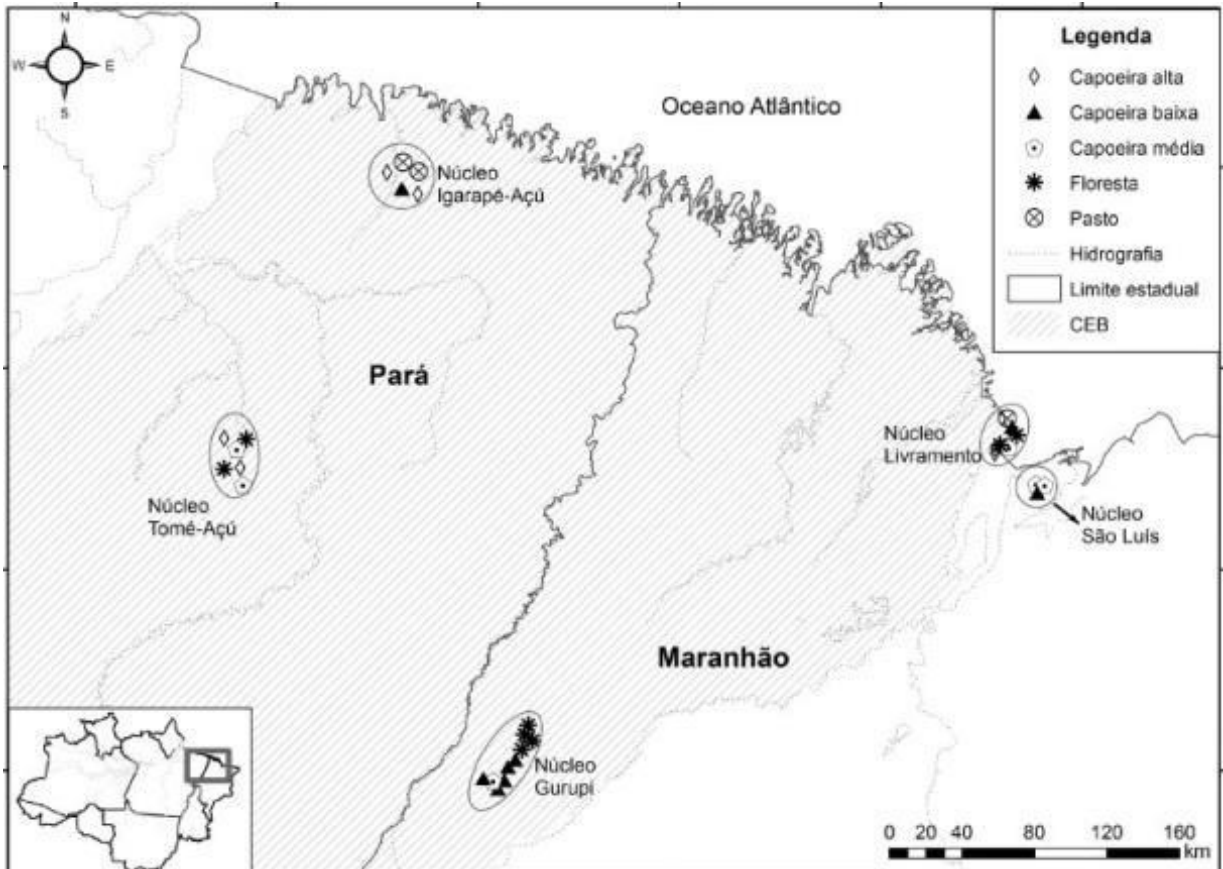 N
W
E
S
Oceano Atlântico
Legenda
Capoeira alta
Capoeira baixa
Capoeira média
Floresta
Pasto
Hidrografia
Limite estadual
CEB
Núcleo
Igarapé-Açú
Pará
Núcleo
Tomé-Açú
Núcleo
Livramento
Núcleo
São Luís
Maranhão
Núcleo
Gurupi
0 20 40 80 120 160
km